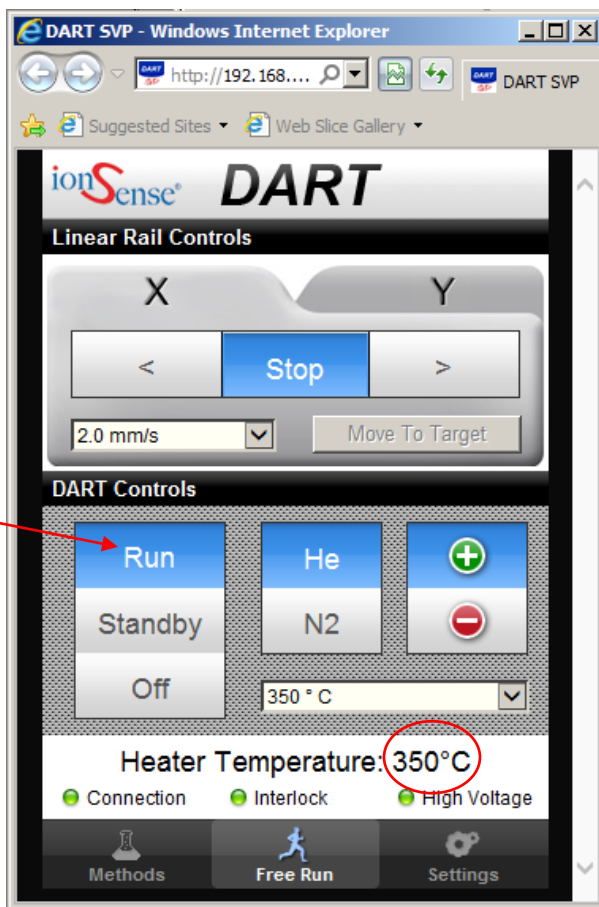 DART SVP - Windows Internet Explorer
http://192.168.... DART SVP
Suggested Sites Web Slice Gallery
ionSense® DART
Linear Rail Controls
X Y
< Stop >
2.0 mm/s Move To Target
DART Controls
Run He
Standby N2
Off 350 ° C
Heater Temperature: 350°C
Connection Interlock High Voltage
Methods Free Run Settings